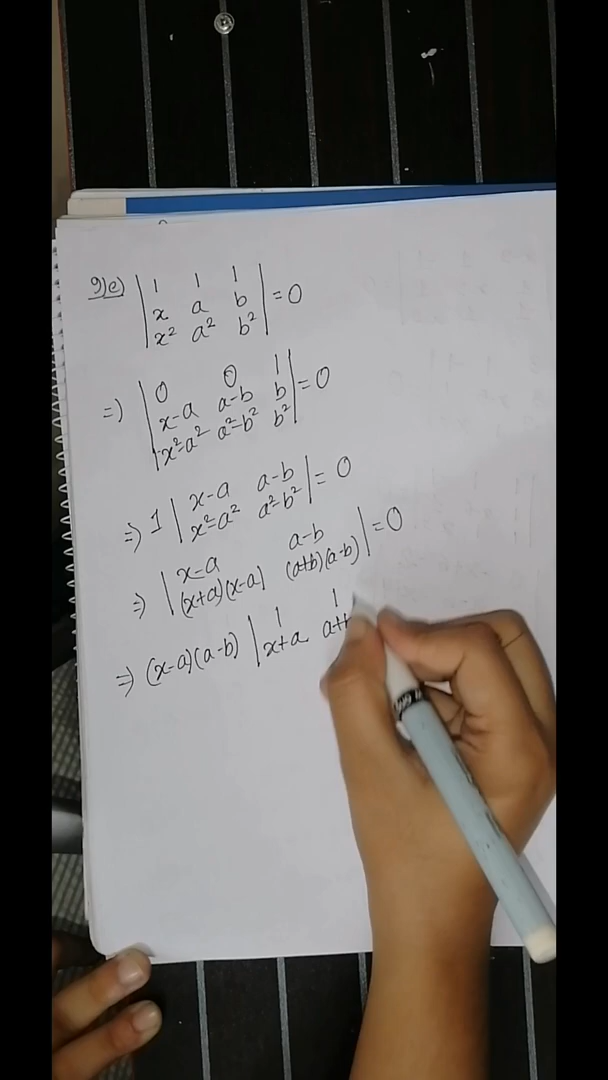 9)e) | 1 1 1 |
| x a b | = 0
| x² a² b² |
=) | 0 0 1 |
| x-a a-b b | = 0
| x²-a² a²-b² b² |
=) 1 | x-a a-b | = 0
| x²-a² a²-b² |
=) | x-a a-b | = 0
| (x+a)(x-a) (a+b)(a-b) |
=) (x-a)(a-b) | 1 1
| x+a a+b